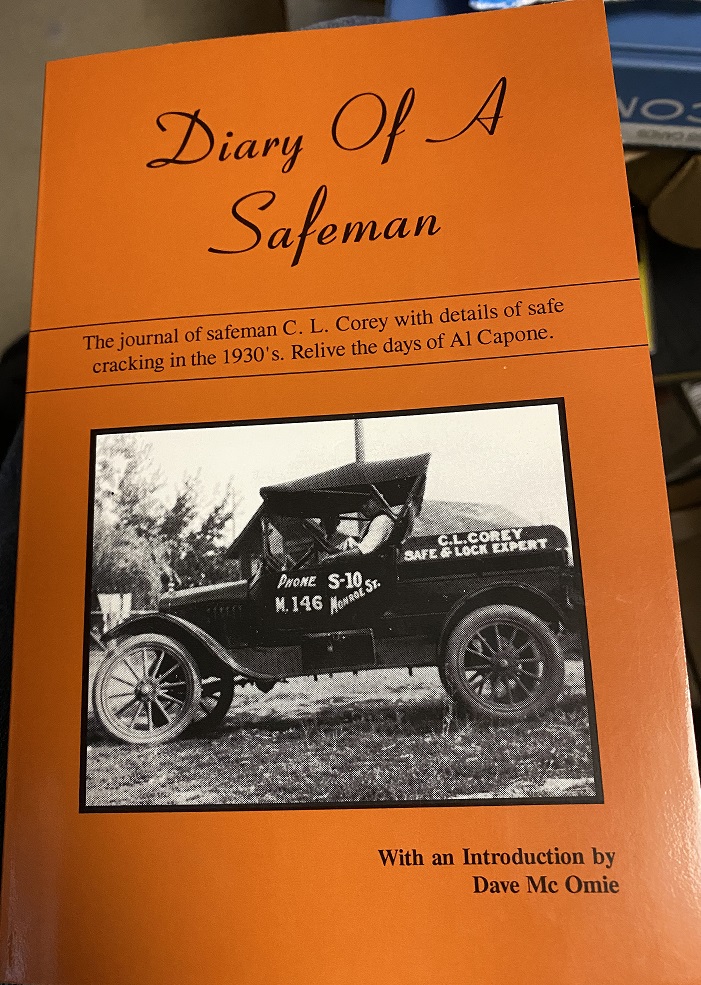 Diary Of A
Safeman
The journal of safeman C. L. Corey with details of safe
cracking in the 1930's. Relive the days of Al Capone.
C.L.COREY
SAFE & LOCK EXPERT
PHONE S-10
M.146 MONROE ST.
With an Introduction by
Dave Mc Omie